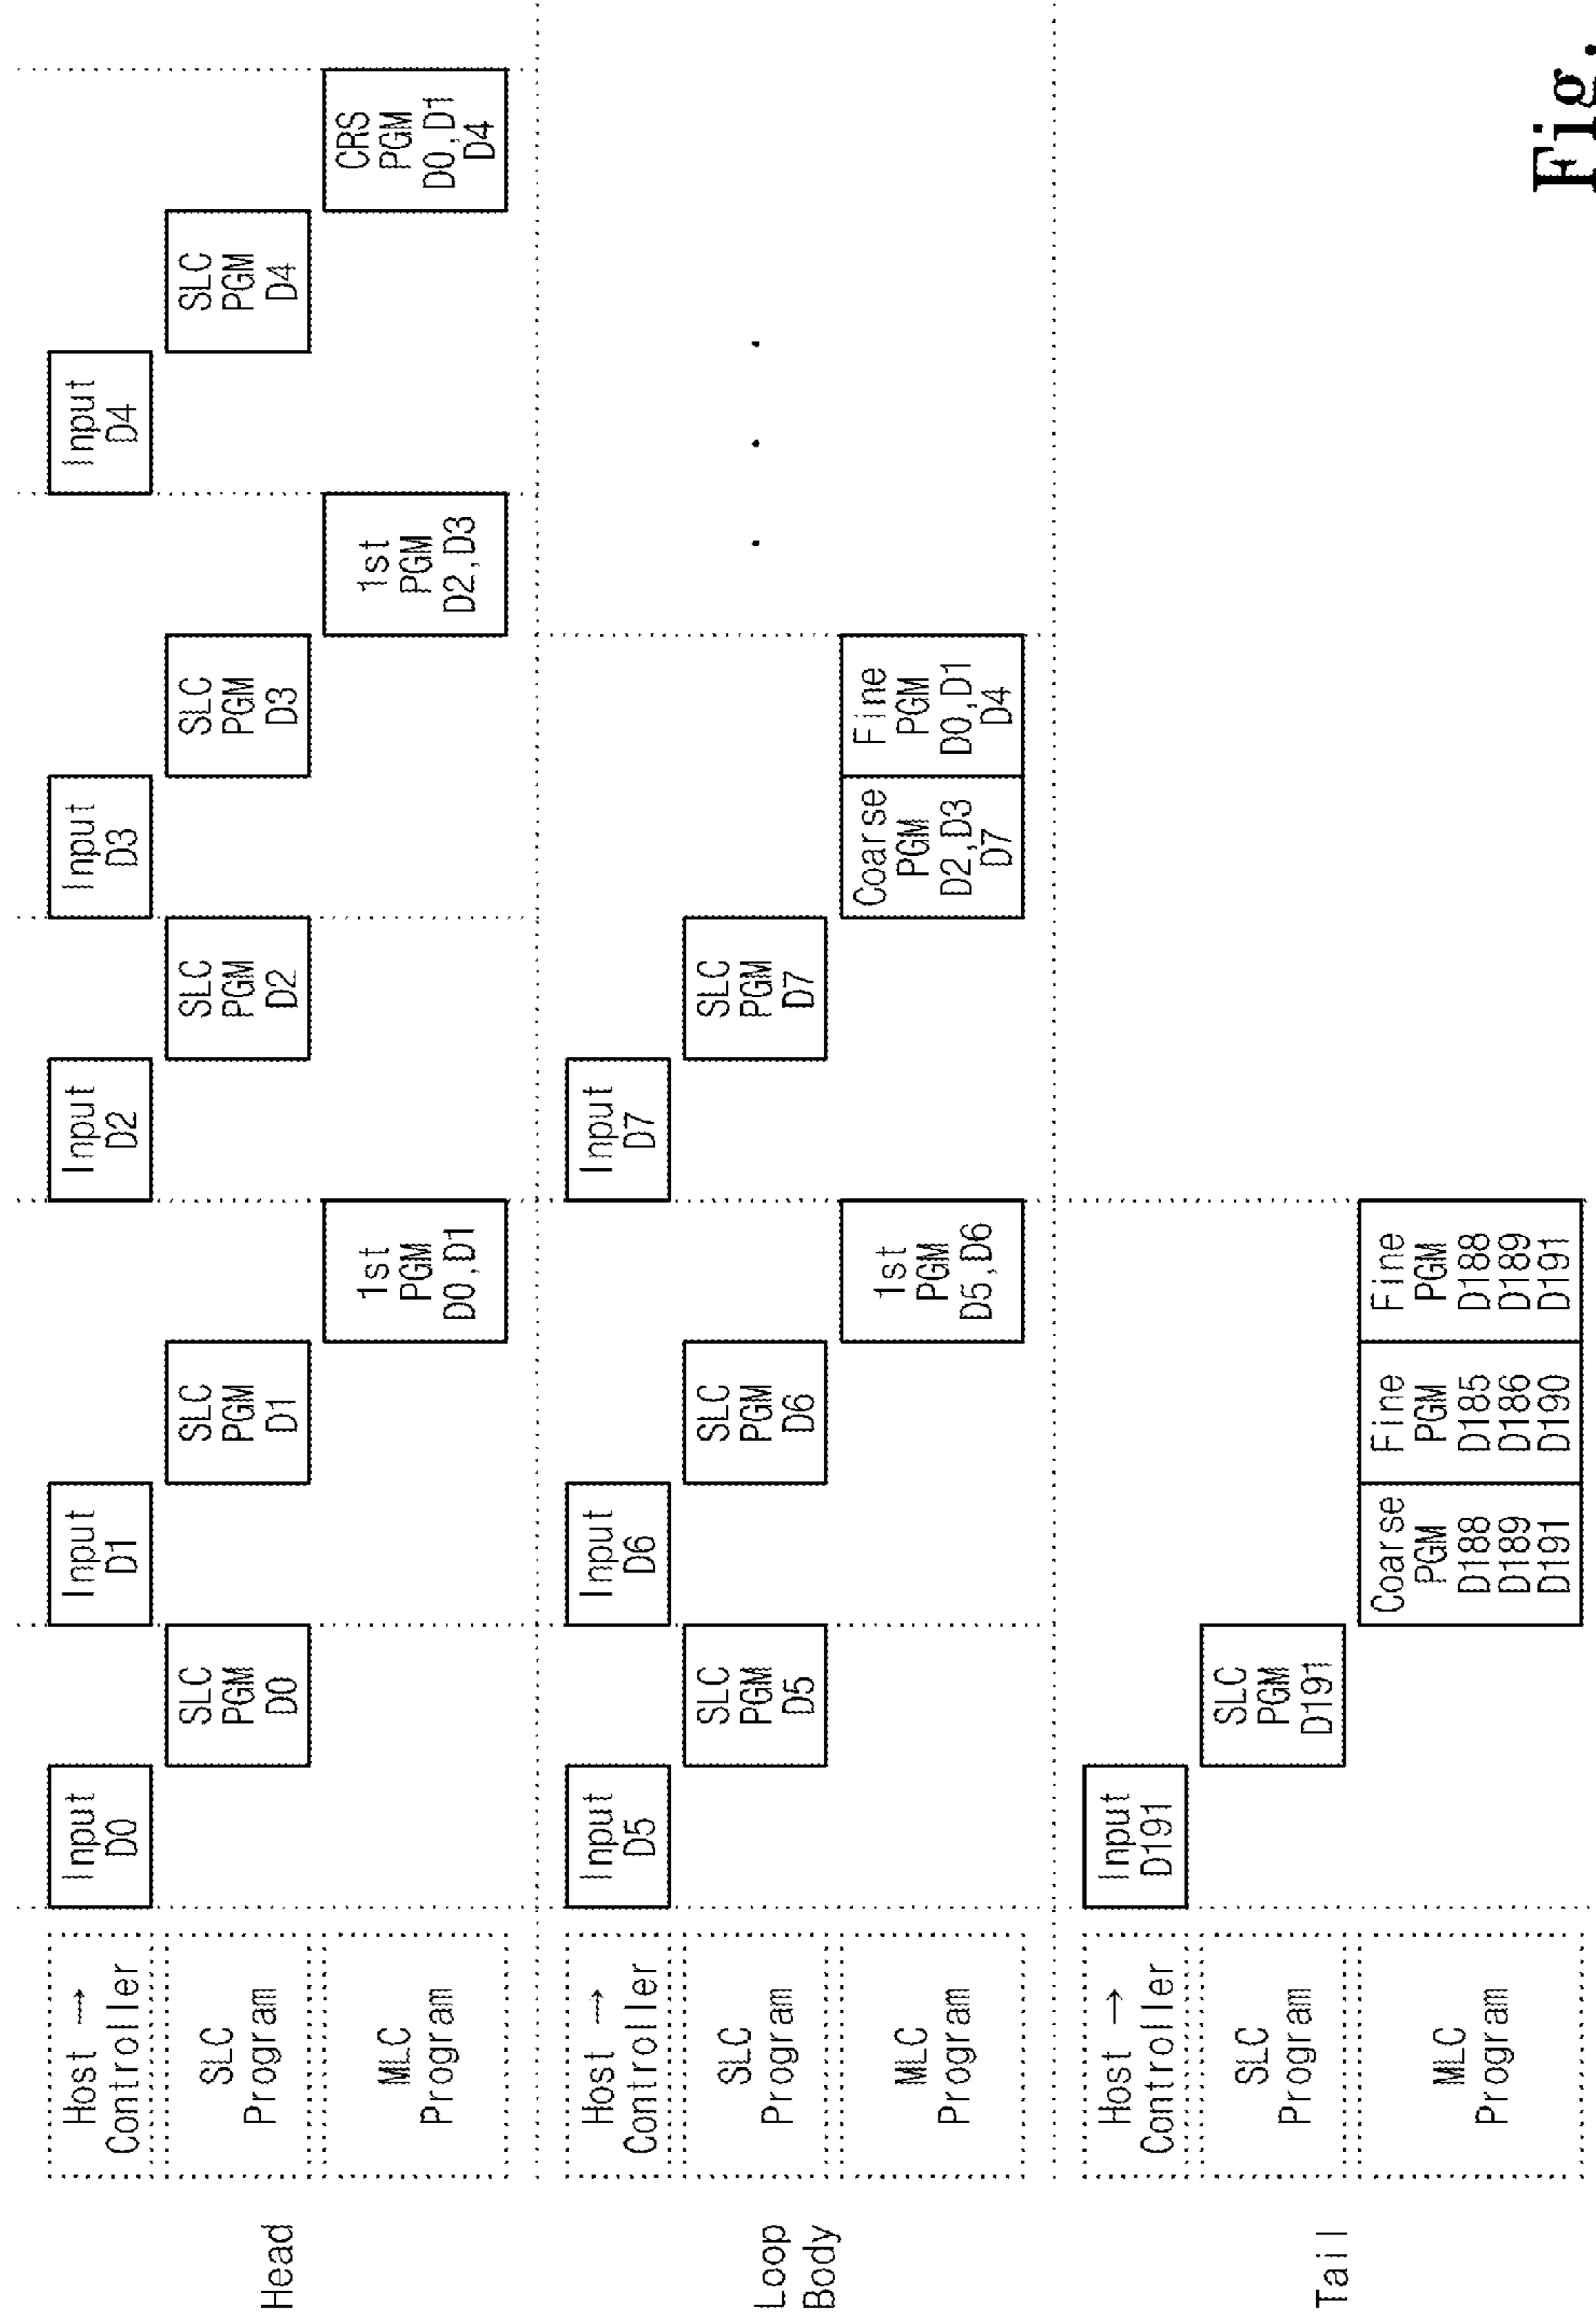 Head
Host →
Controller
Input
D0
Input
D1
Input
D2
Input
D3
Input
D4
SLC
Program
SLC
PGM
D0
SLC
PGM
D1
SLC
PGM
D2
SLC
PGM
D3
SLC
PGM
D4
MLC
Program
1st
PGM
D0,D1
1st
PGM
D2,D3
CRS
PGM
D0,D1
D4
Loop
Body
Host →
Controller
Input
D5
Input
D6
Input
D7
SLC
Program
SLC
PGM
D5
SLC
PGM
D6
SLC
PGM
D7
. . .
MLC
Program
1st
PGM
D5,D6
Coarse
PGM
D2,D3
D7
Fine
PGM
D0,D1
D4
Tail
Host →
Controller
Input
D191
SLC
Program
SLC
PGM
D191
MLC
Program
Coarse
PGM
D188
D189
D191
Fine
PGM
D185
D186
D190
Fine
PGM
D188
D189
D191
Fig.